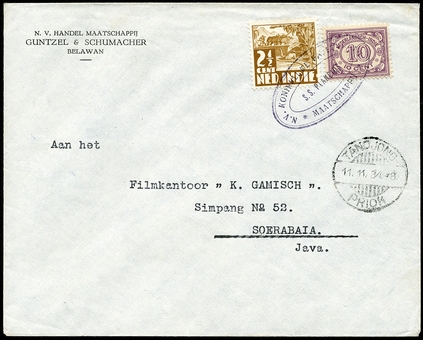 N. V. HANDEL MAATSCHAPPIJ
GUNTZEL & SCHUMACHER
BELAWAN
2½
CENT
NED INDIE
10
N.V. KONI
S.S.
MAATSCHAPPIJ
Aan het
Filmkantoor " K. GAMISCH ".
Simpang No 52.
SOERABAIA.
Java.
TANDJONG
11.11.34
PRIOK